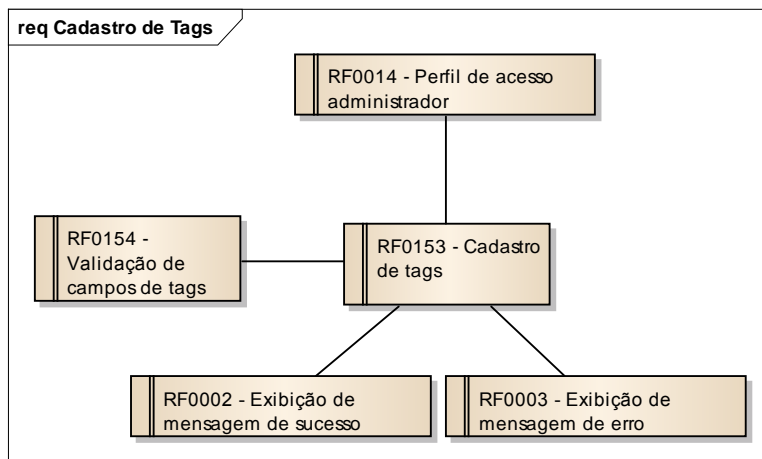 req Cadastro de Tags
RF0014 - Perfil de acesso
administrador
RF0154 -
Validação de
campos de tags
RF0153 - Cadastro
de tags
RF0002 - Exibição de
mensagem de sucesso
RF0003 - Exibição de
mensagem de erro